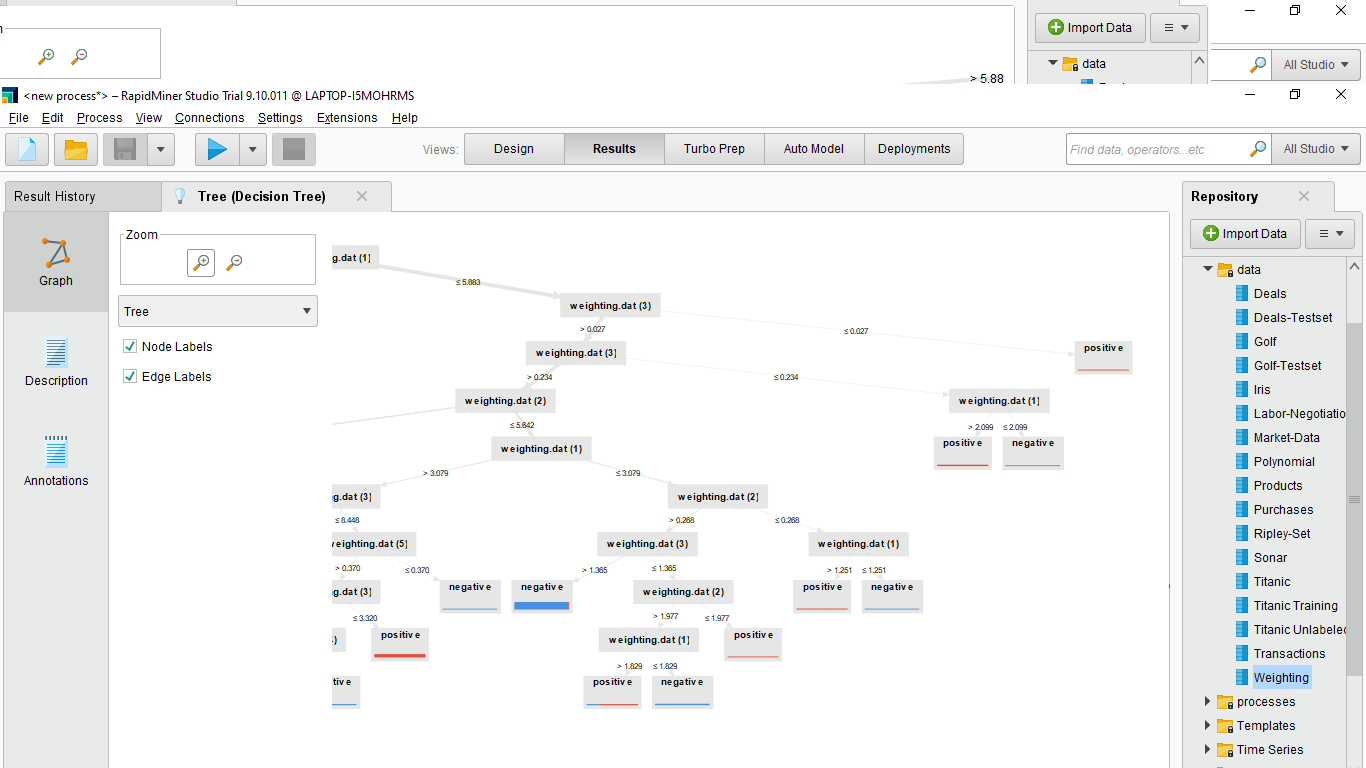 Import Data
data
All Studio
> 5.88
<new process*> – RapidMiner Studio Trial 9.10.011 @ LAPTOP-I5MOHRMS
File Edit Process View Connections Settings Extensions Help
Views: Design Results Turbo Prep Auto Model Deployments
Find data, operators...etc All Studio
Result History
Tree (Decision Tree)
Graph
Description
Annotations
Zoom
Tree
Node Labels
Edge Labels
g.dat (1)
≤ 5.883
weighting.dat (3)
> 0.027 ≤ 0.027
weighting.dat (3) positive
> 0.234 ≤ 0.234
weighting.dat (2) weighting.dat (1)
≤ 5.642 > 2.099 ≤ 2.099
weighting.dat (1) positive negative
> 3.079 ≤ 3.079
g.dat (3) weighting.dat (2)
≤ 8.448 > 0.268 ≤ 0.268
weighting.dat (5) weighting.dat (3) weighting.dat (1)
> 0.370 ≤ 0.370 > 1.365 ≤ 1.365 > 1.251 ≤ 1.251
g.dat (3) negative negative weighting.dat (2) positive negative
≤ 3.320 > 1.977 ≤ 1.977
positive weighting.dat (1) positive
> 1.829 ≤ 1.829
tive positive negative
Repository
Import Data
data
Deals
Deals-Testset
Golf
Golf-Testset
Iris
Labor-Negotiatio
Market-Data
Polynomial
Products
Purchases
Ripley-Set
Sonar
Titanic
Titanic Training
Titanic Unlabeled
Transactions
Weighting
processes
Templates
Time Series